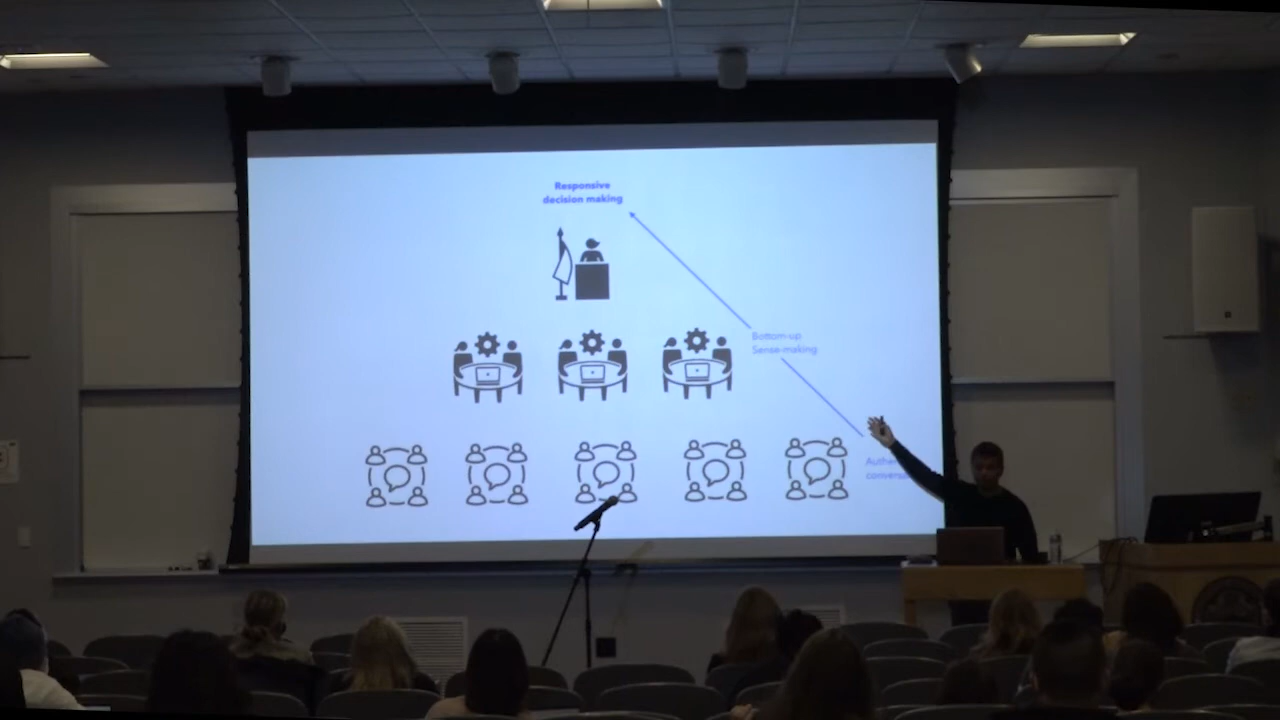 Responsive
decision making
Bottom-up
Sense-making